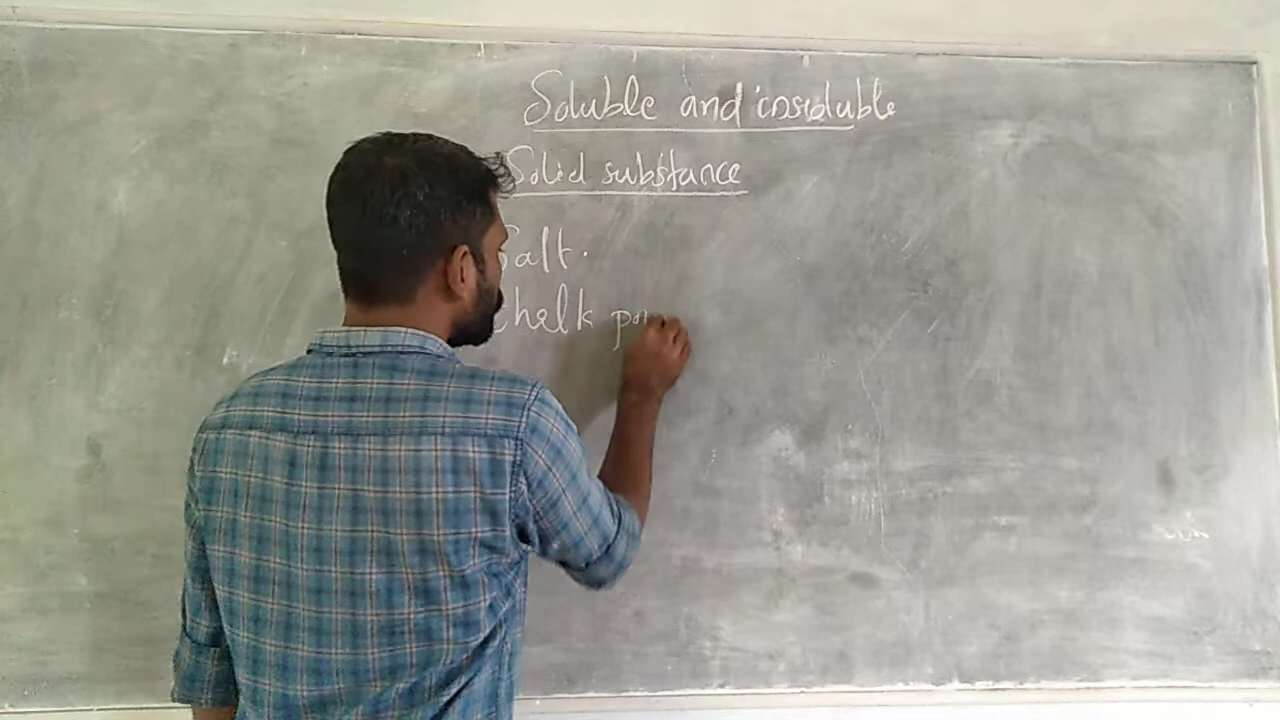 Soluble and insoluble
Solid substance
Salt.
Chalk po